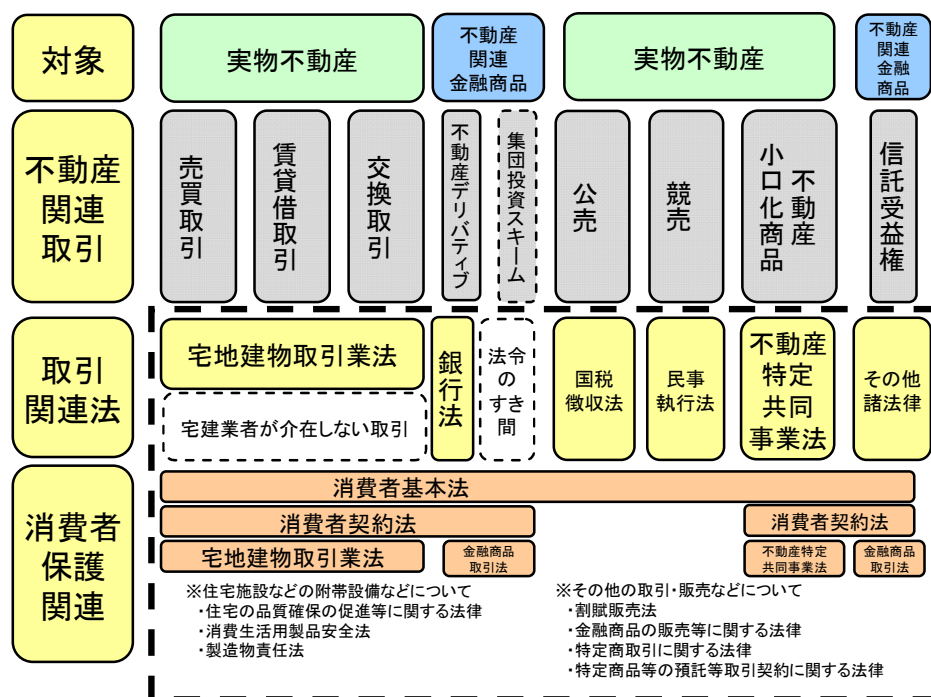 対象
実物不動産
不動産
関連
金融商品
実物不動産
不動産
関連
金融
商品
不動産
関連
取引
売買取引
賃貸借取引
交換取引
不動産デリバティブ
集団投資スキーム
公売
競売
不動産
小口化商品
信託受益権
取引
関連法
宅地建物取引業法
宅建業者が介在しない取引
銀行法
法令
の
すき
間
国税
徴収法
民事
執行法
不動産
特定
共同
事業法
その他
諸法律
消費者
保護
関連
消費者基本法
消費者契約法
消費者契約法
宅地建物取引業法
金融商品
取引法
不動産特定
共同事業法
金融商品
取引法
※住宅施設などの附帯設備などについて
・住宅の品質確保の促進等に関する法律
・消費生活用製品安全法
・製造物責任法
※その他の取引・販売などについて
・割賦販売法
・金融商品の販売等に関する法律
・特定商取引に関する法律
・特定商品等の預託等取引契約に関する法律